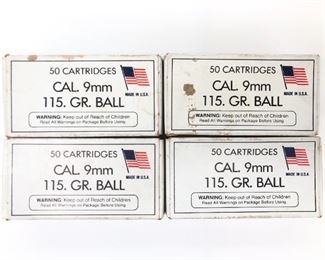 50 CARTRIDGES
CAL. 9mm
MADE IN U.S.A.
115. GR. BALL
WARNING: Keep out of Reach of Children
Read All Warnings on Package Before Using
50 CARTRIDGES
CAL. 9mm
MADE IN U.S.A.
115. GR. BALL
WARNING: Keep out of Reach of Children
Read All Warnings on Package Before Using
50 CARTRIDGES
CAL. 9mm
MADE IN U.S.A.
115. GR. BALL
WARNING: Keep out of Reach of Children
Read All Warnings on Package Before Using
50 CARTRIDGES
CAL. 9mm
MADE IN U.S.A.
115. GR. BALL
WARNING: Keep out of Reach of Children
Read All Warnings on Package Before Using